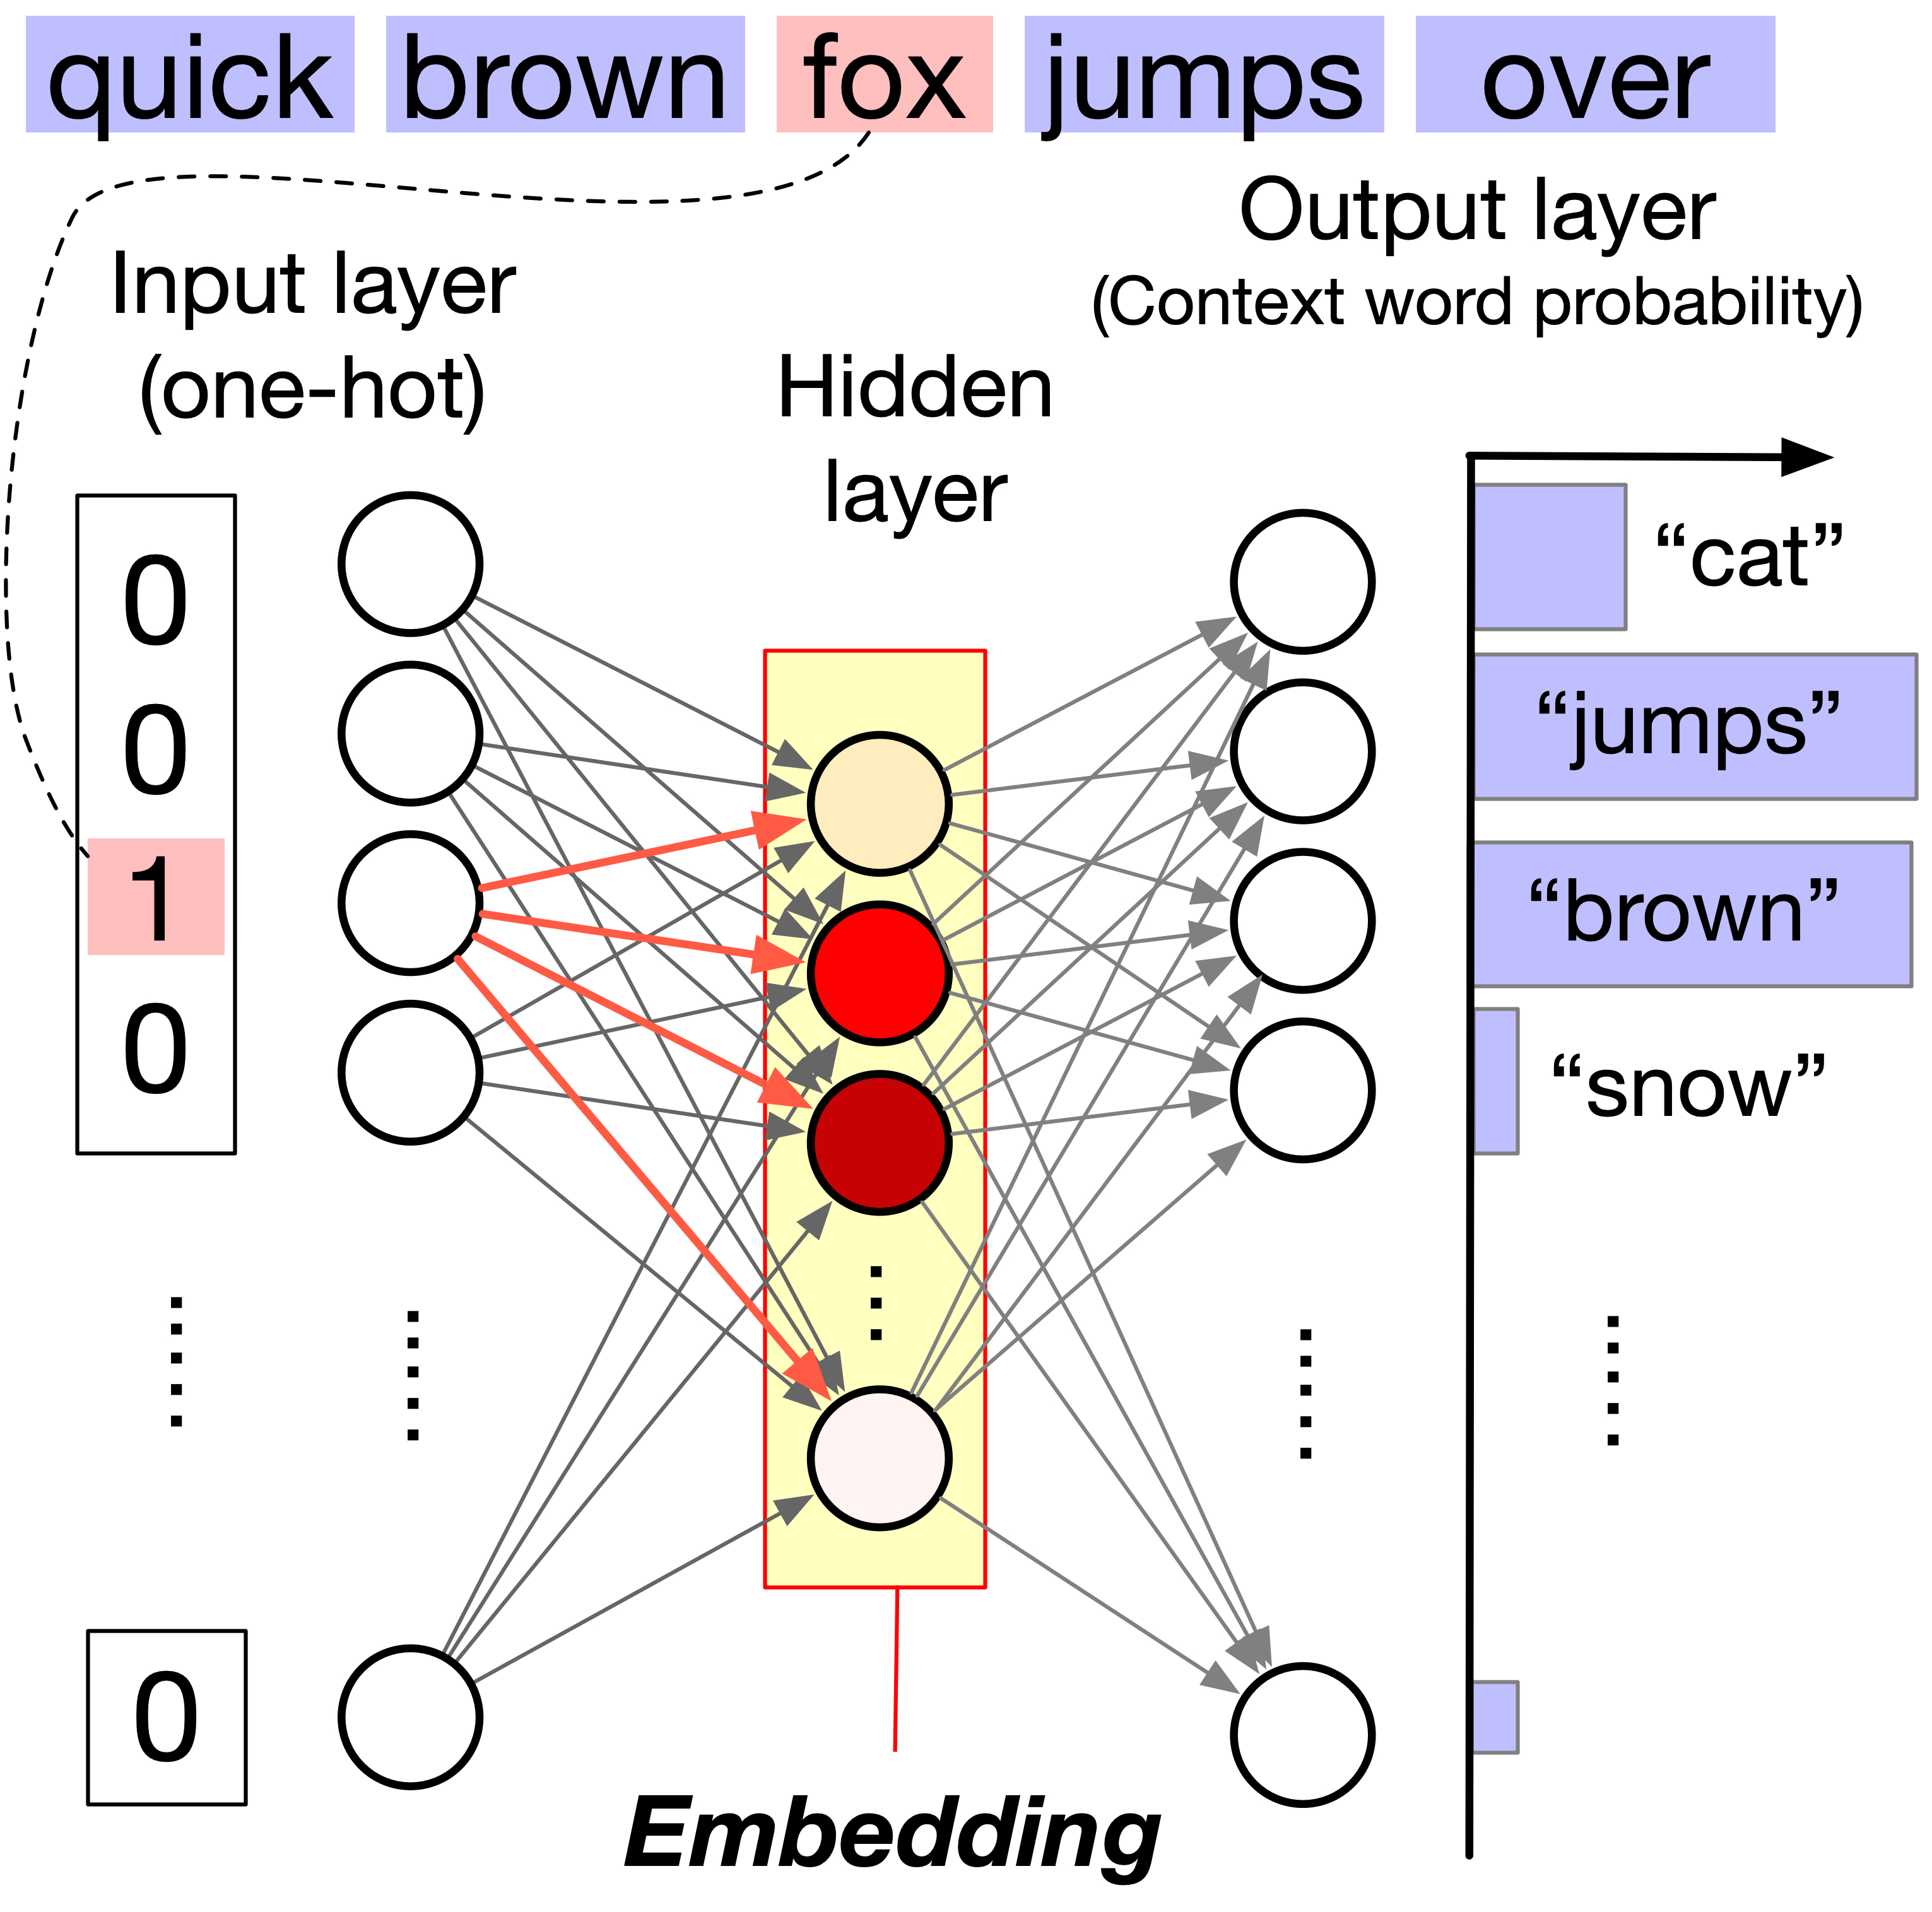 quick brown fox jumps over
Output layer
(Context word probability)
Input layer
(one-hot)
Hidden
layer
0
0
1
0
0
“cat”
“jumps”
“brown”
“snow”
Embedding